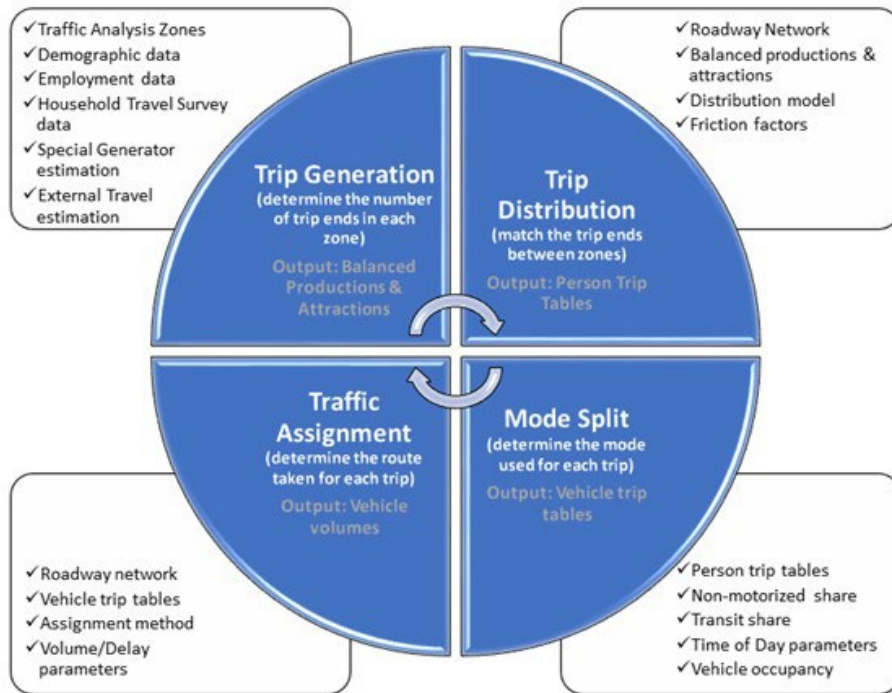 ✓Traffic Analysis Zones
✓Demographic data
✓Employment data
✓Household Travel Survey
data
✓Special Generator
estimation
✓External Travel
estimation
✓Roadway Network
✓Balanced productions &
attractions
✓Distribution model
✓Friction factors
Trip Generation
(determine the number
of trip ends in each
zone)
Output: Balanced
Productions &
Attractions
Trip
Distribution
(match the trip ends
between zones)
Output: Person Trip
Tables
Traffic
Assignment
(determine the route
taken for each trip)
Output: Vehicle
volumes
Mode Split
(determine the mode
used for each trip)
Output: Vehicle trip
tables
✓Roadway network
✓Vehicle trip tables
✓Assignment method
✓Volume/Delay
parameters
✓Person trip tables
✓Non-motorized share
✓Transit share
✓Time of Day parameters
✓Vehicle occupancy